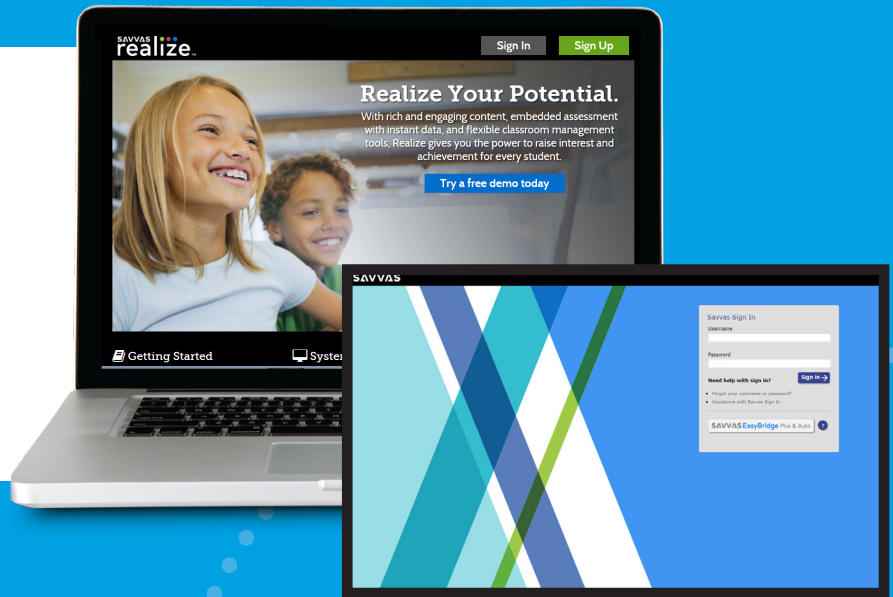 SAVVAS
realize™
Sign In
Sign Up
Realize Your Potential.
With rich and engaging content, embedded assessment
with instant data, and flexible classroom management
tools, Realize gives you the power to raise interest and
achievement for every student.
Try a free demo today
Getting Started
System
SAVVAS
Savvas Sign In
Username
Password
Need help with sign in?
Sign In →
• Forgot your username or password?
• Assistance with Savvas Sign In
SAVVAS EasyBridge Plus & Auto
?